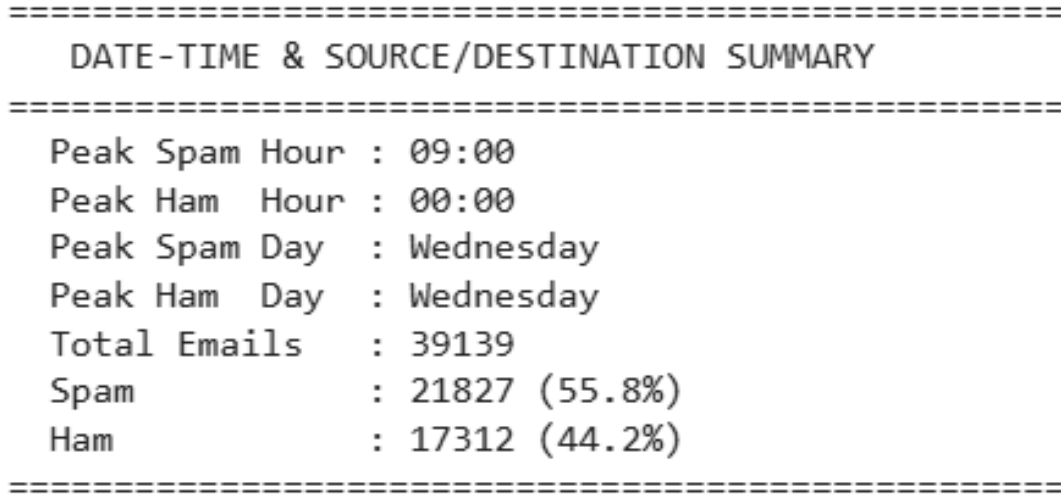 ==================================================
DATE-TIME & SOURCE/DESTINATION SUMMARY
==================================================
Peak Spam Hour : 09:00
Peak Ham  Hour : 00:00
Peak Spam Day  : Wednesday
Peak Ham  Day  : Wednesday
Total Emails   : 39139
Spam           : 21827 (55.8%)
Ham            : 17312 (44.2%)
==================================================